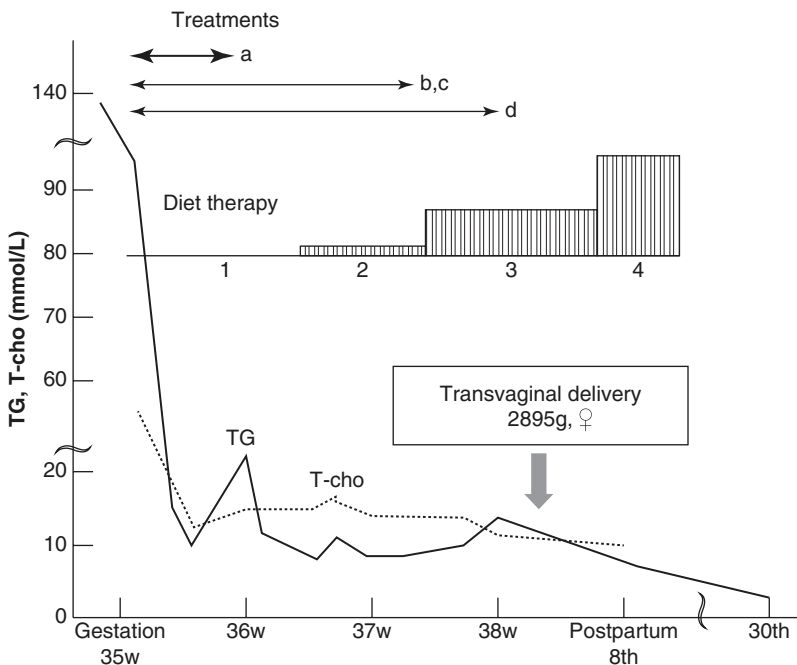 Treatments
a
b,c
d
140
90
80
70
60
20
10
0
TG, T-cho (mmol/L)
Diet therapy
1 2 3 4
Transvaginal delivery
2895g, ♀
TG
T-cho
Gestation 36w 37w 38w Postpartum 30th
35w 8th